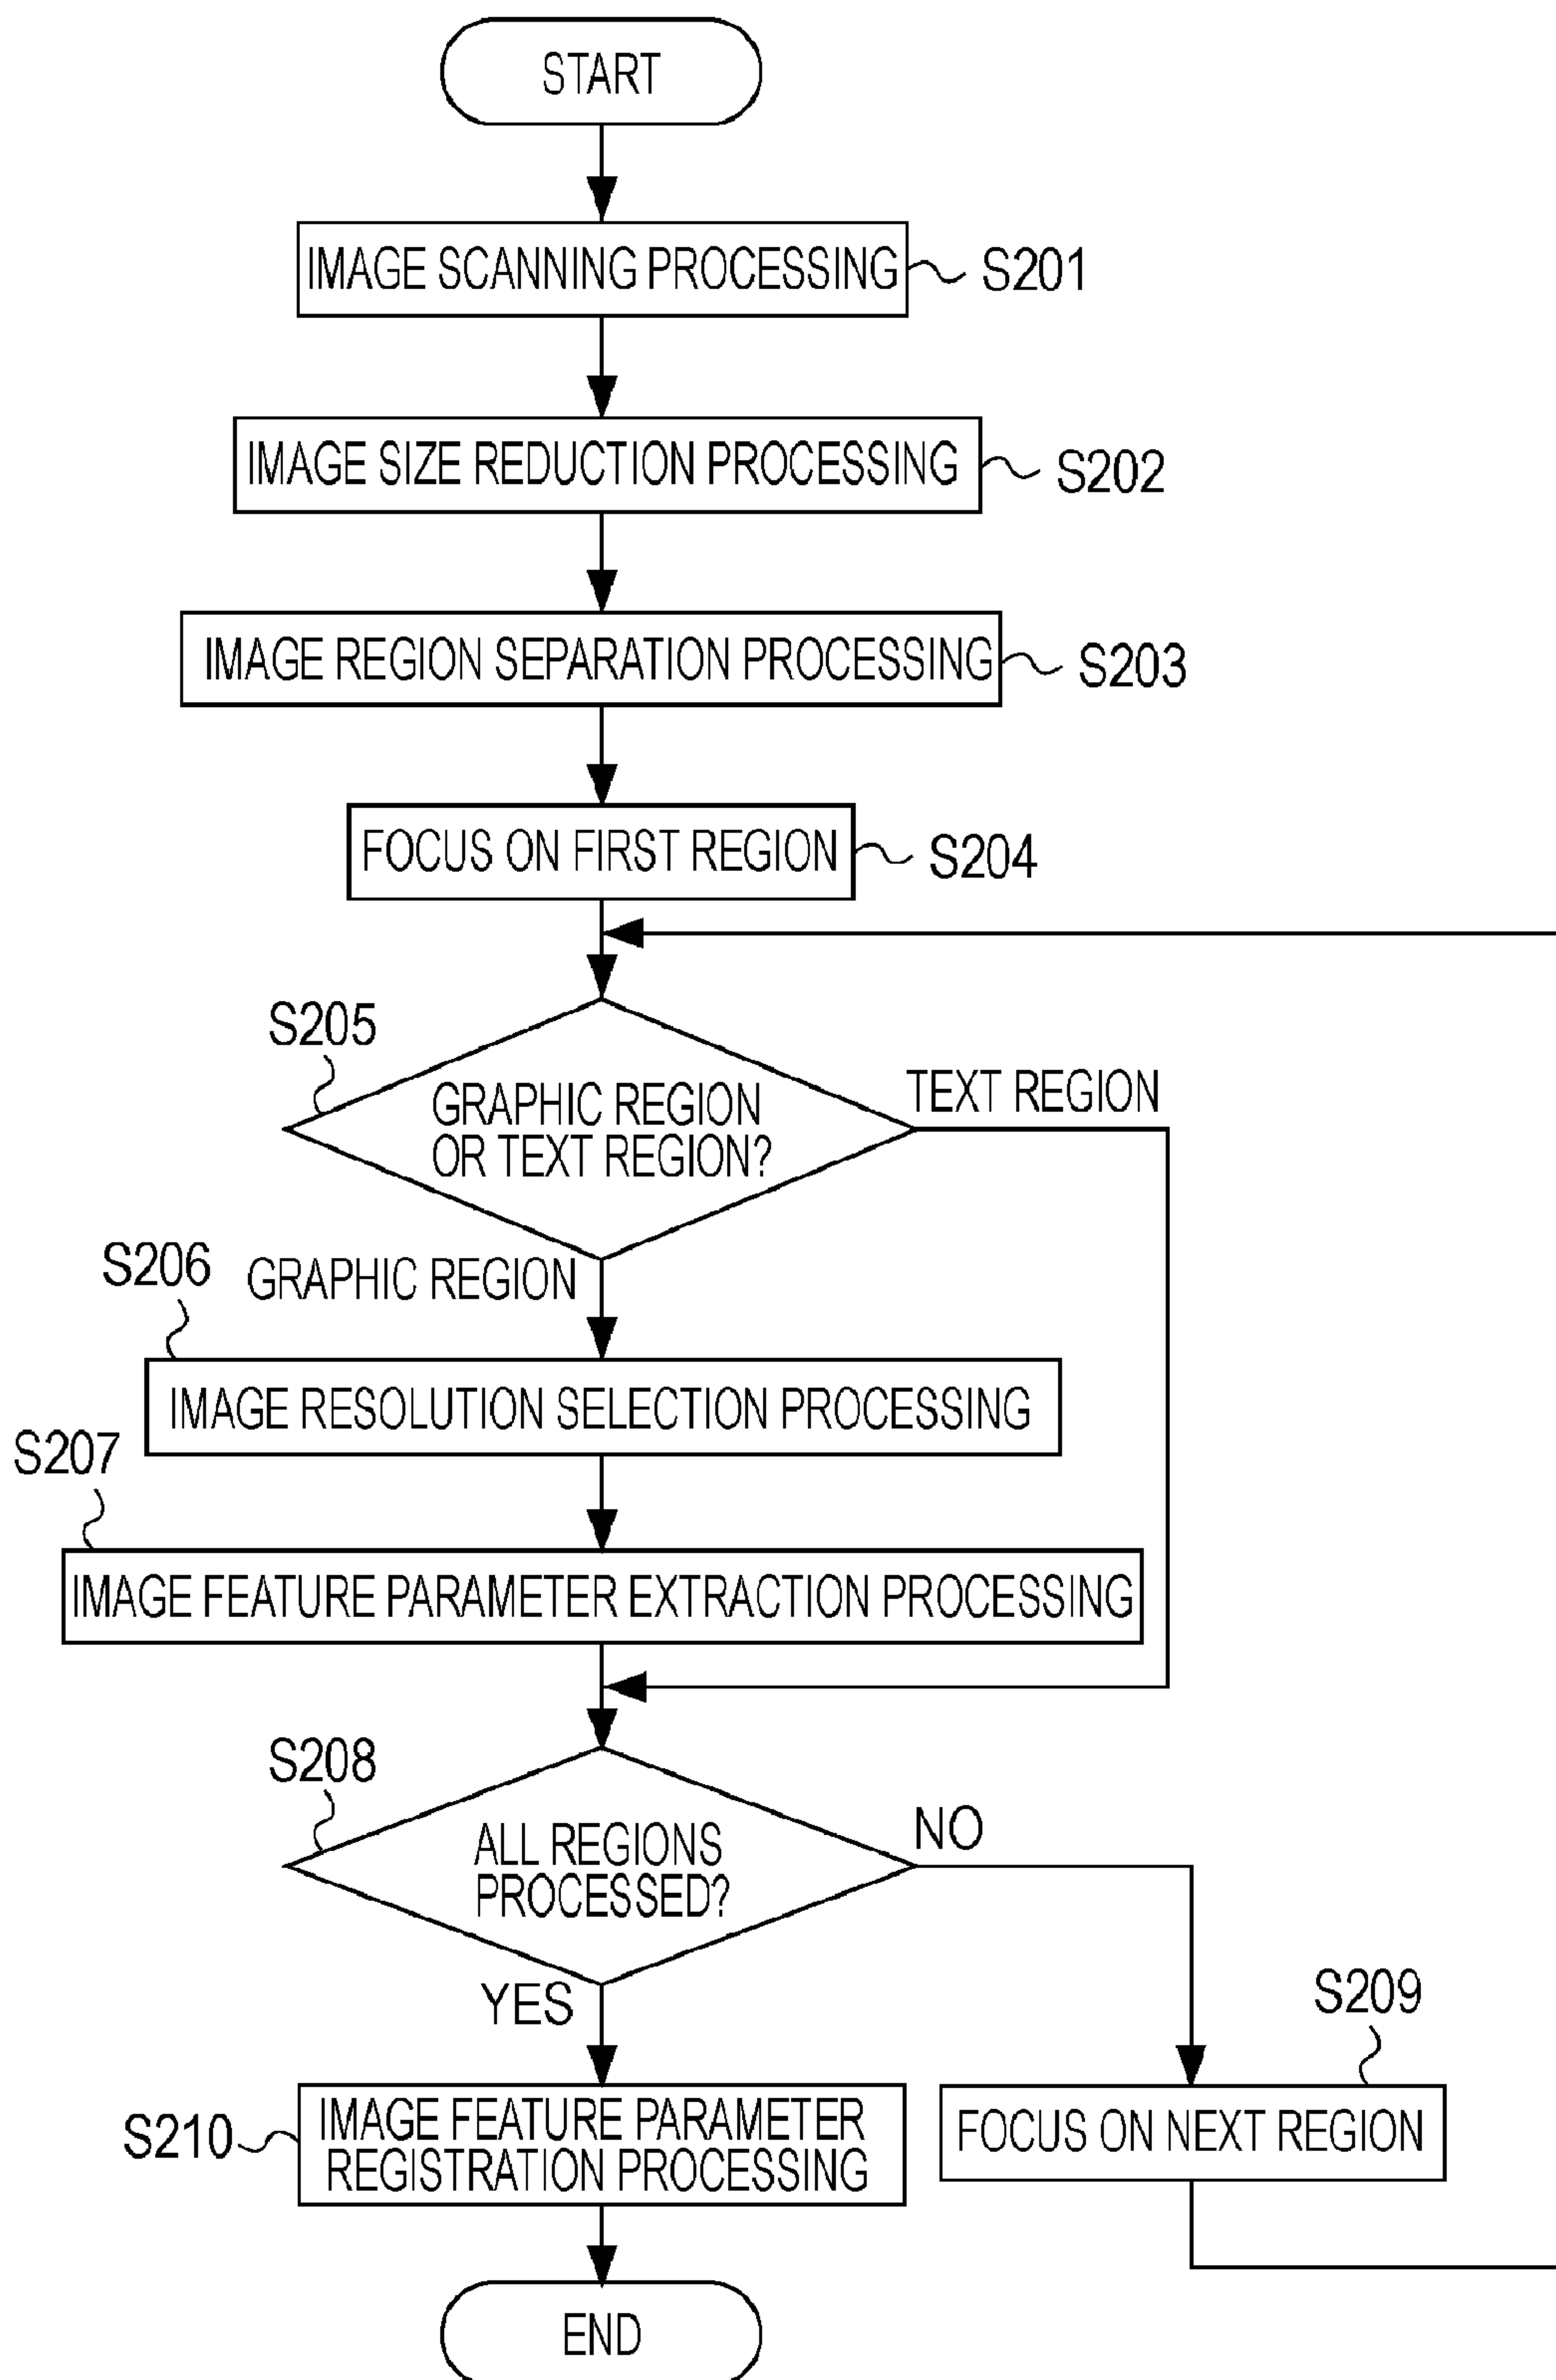 START
IMAGE SCANNING PROCESSING
S201
IMAGE SIZE REDUCTION PROCESSING
S202
IMAGE REGION SEPARATION PROCESSING
S203
FOCUS ON FIRST REGION
S204
S205
GRAPHIC REGION
OR TEXT REGION?
TEXT REGION
S206
GRAPHIC REGION
IMAGE RESOLUTION SELECTION PROCESSING
S207
IMAGE FEATURE PARAMETER EXTRACTION PROCESSING
S208
ALL REGIONS
PROCESSED?
NO
YES
S209
S210
IMAGE FEATURE PARAMETER
REGISTRATION PROCESSING
FOCUS ON NEXT REGION
END